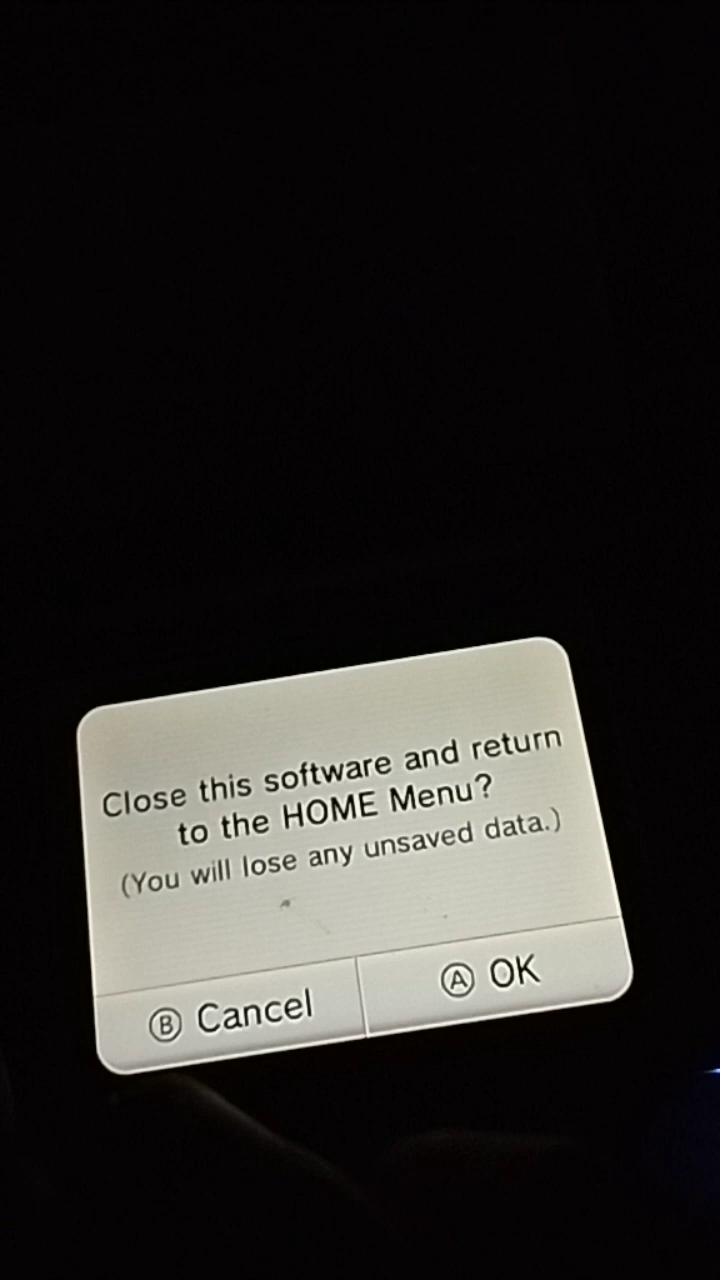 Close this software and return
to the HOME Menu?
(You will lose any unsaved data.)
Ⓑ Cancel
Ⓐ OK